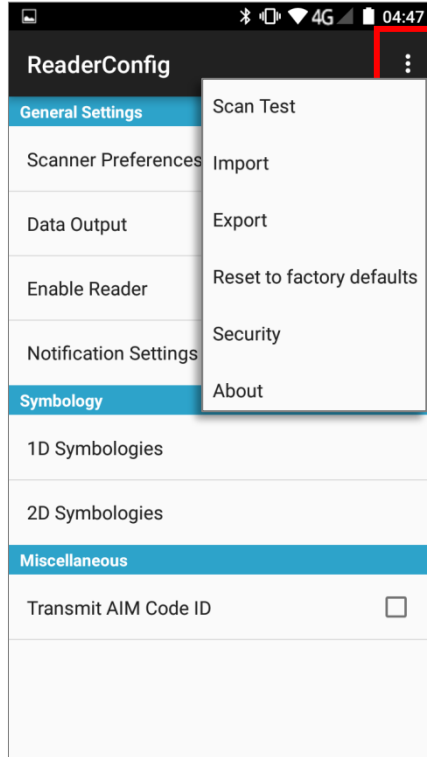 4G 04:47
ReaderConfig
General Settings
Scanner Preferences
Data Output
Enable Reader
Notification Settings
Scan Test
Import
Export
Reset to factory defaults
Security
About
Symbology
1D Symbologies
2D Symbologies
Miscellaneous
Transmit AIM Code ID